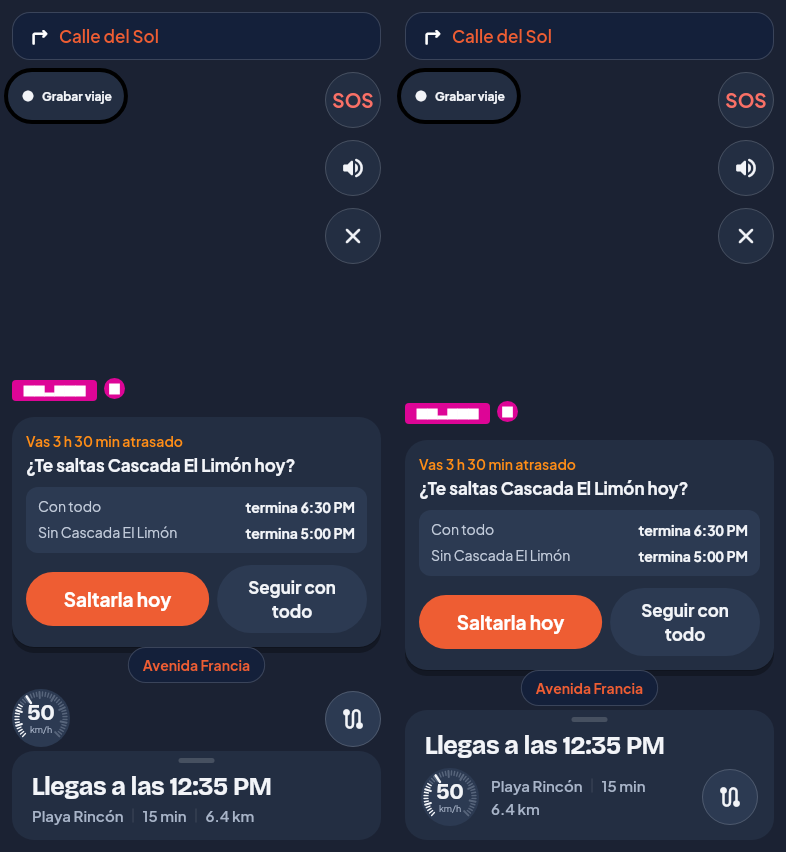 Calle del Sol
Grabar viaje
SOS
Vas 3 h 30 min atrasado
¿Te saltas Cascada El Limón hoy?
Con todo termina 6:30 PM
Sin Cascada El Limón termina 5:00 PM
Saltarla hoy
Seguir con
todo
Avenida Francia
50
km/h
Llegas a las 12:35 PM
Playa Rincón 15 min 6.4 km
Calle del Sol
Grabar viaje
SOS
Vas 3 h 30 min atrasado
¿Te saltas Cascada El Limón hoy?
Con todo termina 6:30 PM
Sin Cascada El Limón termina 5:00 PM
Saltarla hoy
Seguir con
todo
Avenida Francia
Llegas a las 12:35 PM
50
km/h
Playa Rincón 15 min
6.4 km